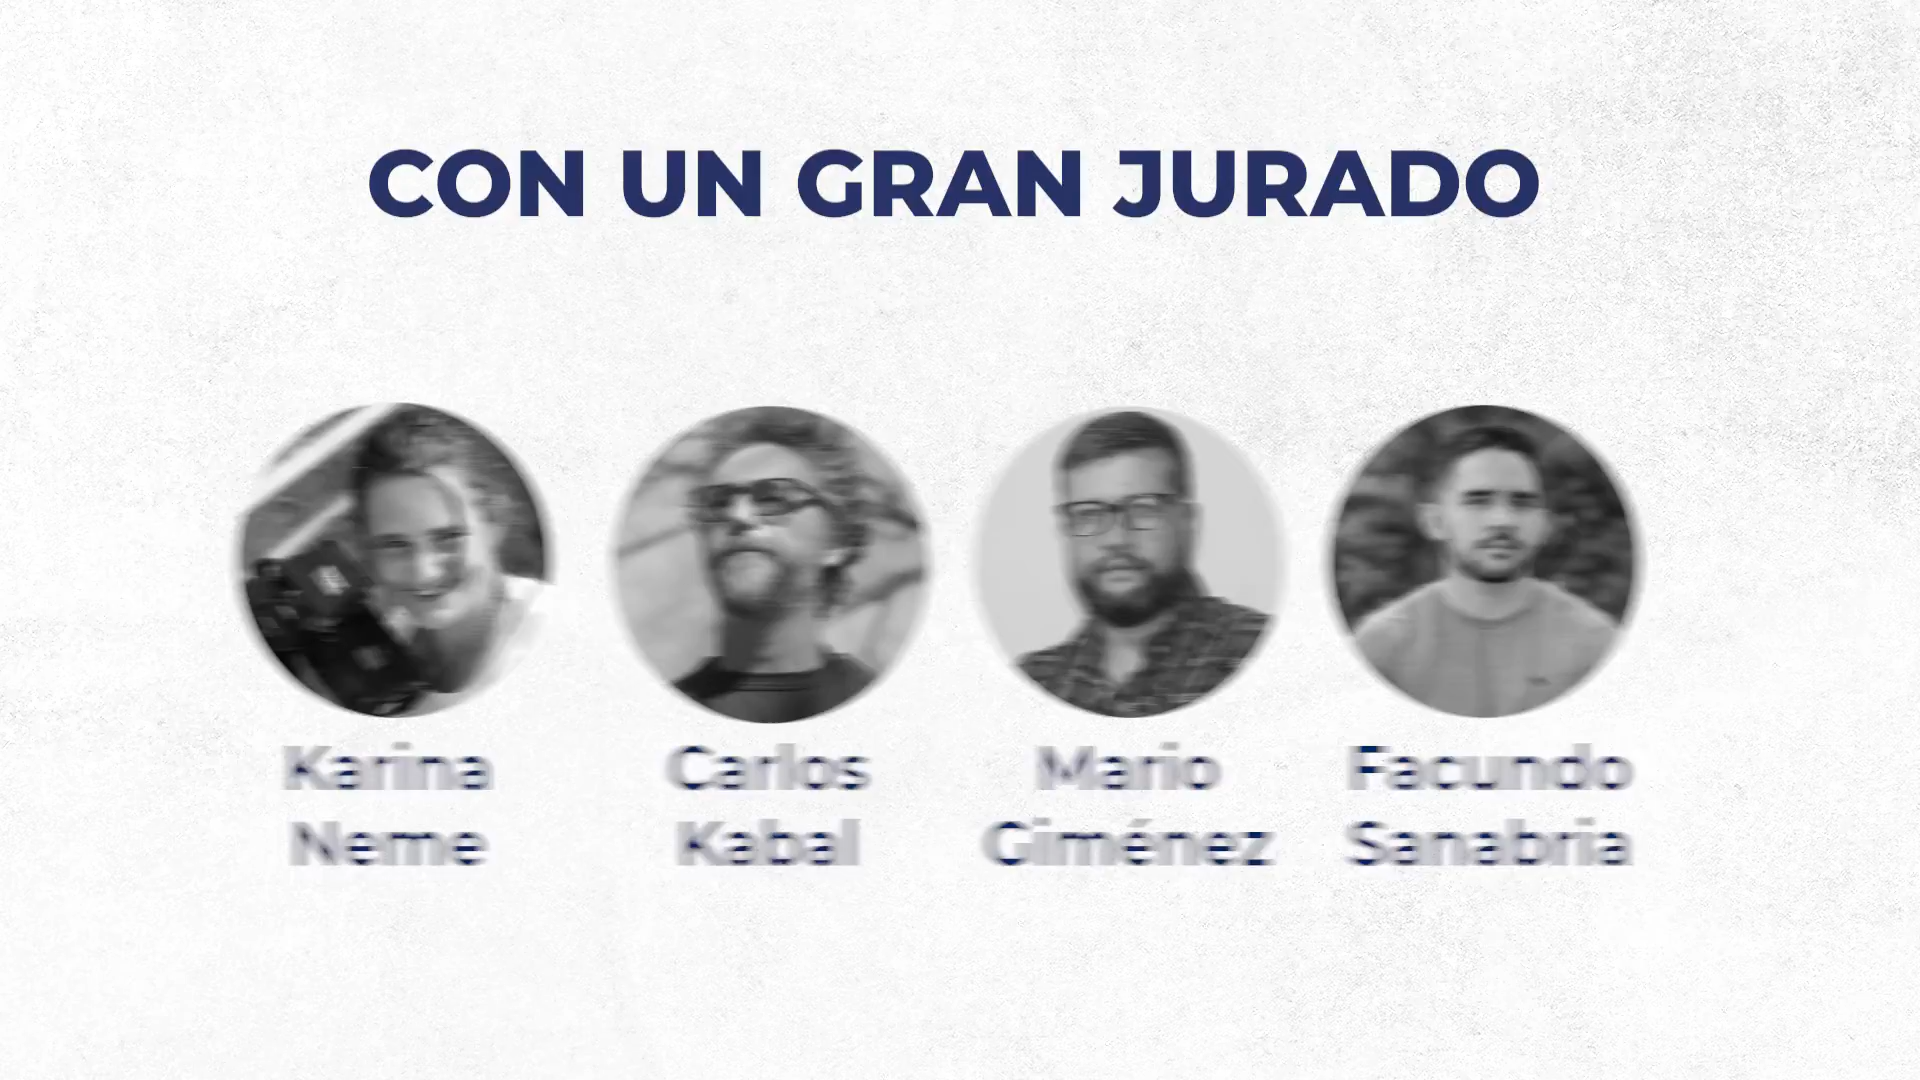 CON UN GRAN JURADO
Karina
Neme
Carlos
Kabal
Mario
Giménez
Facundo
Sanabria